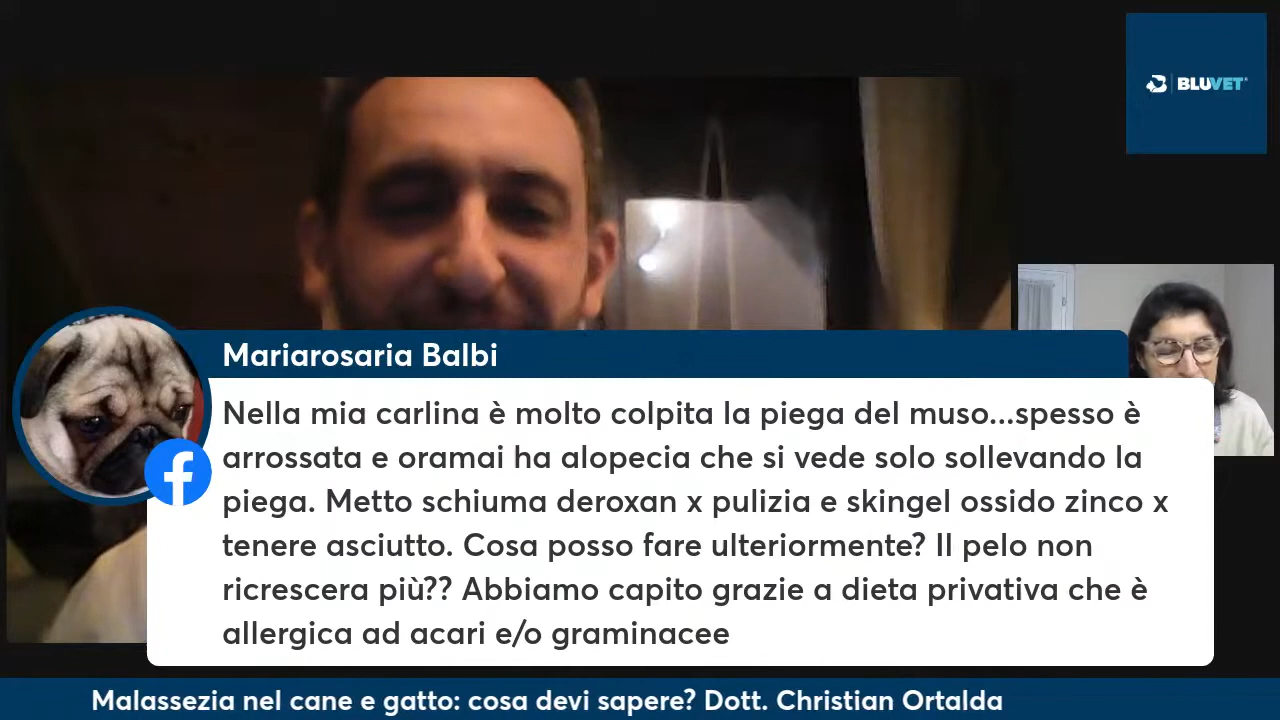 BLUVET
Mariarosaria Balbi
Nella mia carlina è molto colpita la piega del muso...spesso è
arrossata e oramai ha alopecia che si vede solo sollevando la
piega. Metto schiuma deroxan x pulizia e skingel ossido zinco x
tenere asciutto. Cosa posso fare ulteriormente? Il pelo non
ricrescera più?? Abbiamo capito grazie a dieta privativa che è
allergica ad acari e/o graminacee
Malassezia nel cane e gatto: cosa devi sapere? Dott. Christian Ortalda